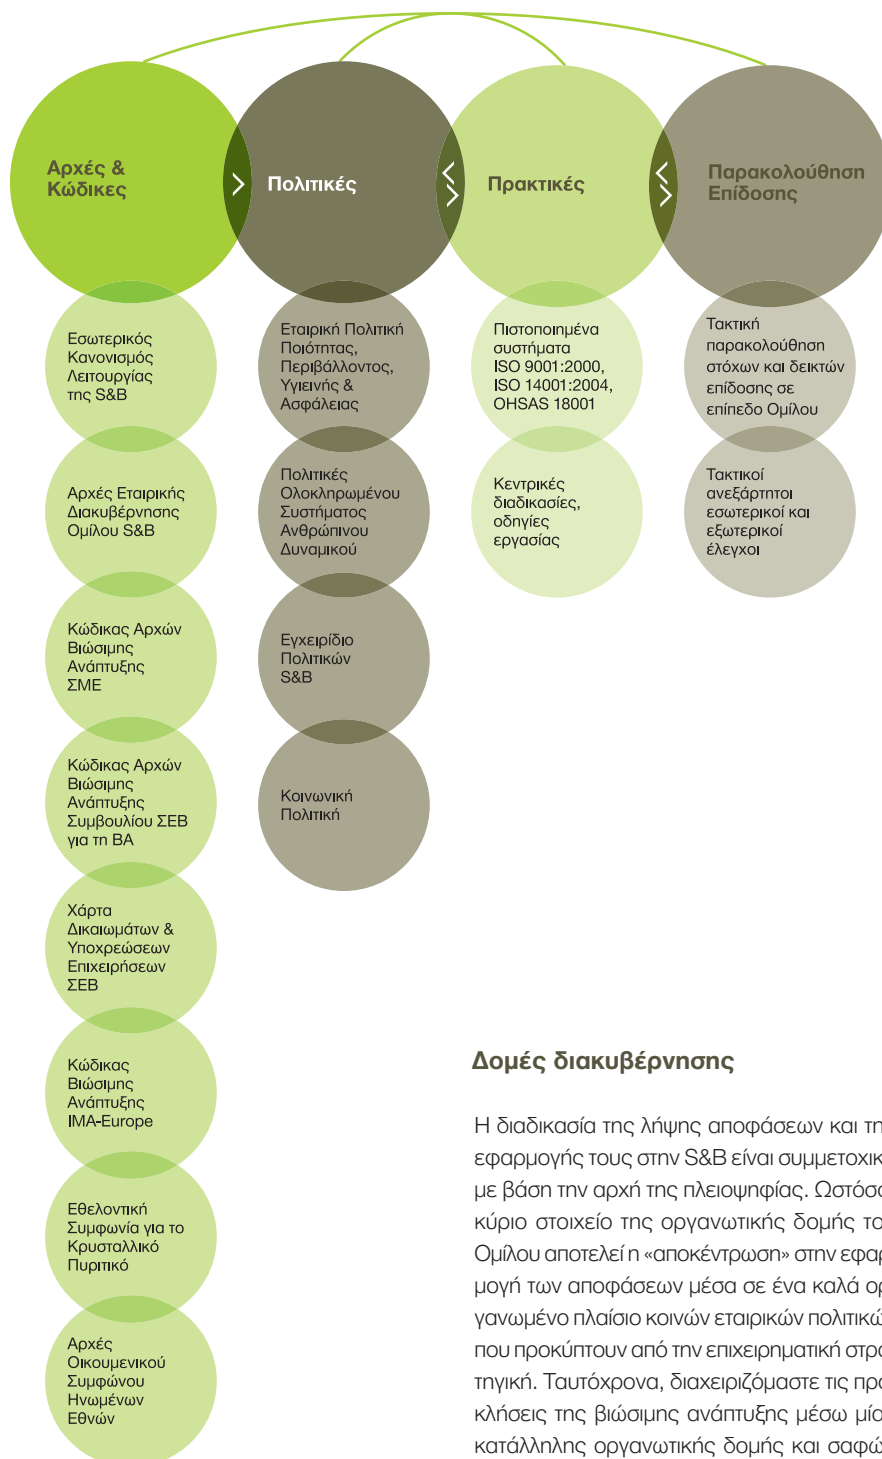 Αρχές &
Κώδικες
Πολιτικές
Πρακτικές
Παρακολούθηση
Επίδοσης
Εσωτερικός
Κανονισμός
Λειτουργίας
της S&B
Αρχές Εταιρικής
Διακυβέρνησης
Ομίλου S&B
Κώδικας Αρχών
Βιώσιμης
Ανάπτυξης
ΣΜΕ
Κώδικας Αρχών
Βιώσιμης
Ανάπτυξης
Συμβουλίου ΣΕΒ
για τη ΒΑ
Χάρτα
Δικαιωμάτων &
Υποχρεώσεων
Επιχειρήσεων
ΣΕΒ
Κώδικας
Βιώσιμης
Ανάπτυξης
IMA-Europe
Εθελοντική
Συμφωνία για το
Κρυσταλλικό
Πυριτικό
Αρχές
Οικουμενικού
Συμφώνου
Ηνωμένων
Εθνών
Εταιρική Πολιτική
Ποιότητας,
Περιβάλλοντος,
Υγιεινής &
Ασφάλειας
Πολιτικές
Ολοκληρωμένου
Συστήματος
Ανθρώπινου
Δυναμικού
Εγχειρίδιο
Πολιτικών
S&B
Κοινωνική
Πολιτική
Πιστοποιημένα
συστήματα
ISO 9001:2000,
ISO 14001:2004,
OHSAS 18001
Κεντρικές
διαδικασίες,
οδηγίες
εργασίας
Τακτική
παρακολούθηση
στόχων και δεικτών
επίδοσης σε
επίπεδο Ομίλου
Τακτικοί
ανεξάρτητοι
εσωτερικοί και
εξωτερικοί
έλεγχοι
Δομές διακυβέρνησης
Η διαδικασία της λήψης αποφάσεων και τη
εφαρμογής τους στην S&B είναι συμμετοχικ
με βάση την αρχή της πλειοψηφίας. Ωστόσο
κύριο στοιχείο της οργανωτικής δομής το
Ομίλου αποτελεί η «αποκέντρωση» στην εφαρ
μογή των αποφάσεων μέσα σε ένα καλά ορ
γανωμένο πλαίσιο κοινών εταιρικών πολιτικώ
που προκύπτουν από την επιχειρηματική στρα
τηγική. Ταυτόχρονα, διαχειριζόμαστε τις προ
κλήσεις της βιώσιμης ανάπτυξης μέσω μία
κατάλληλης οργανωτικής δομής και σαφώ